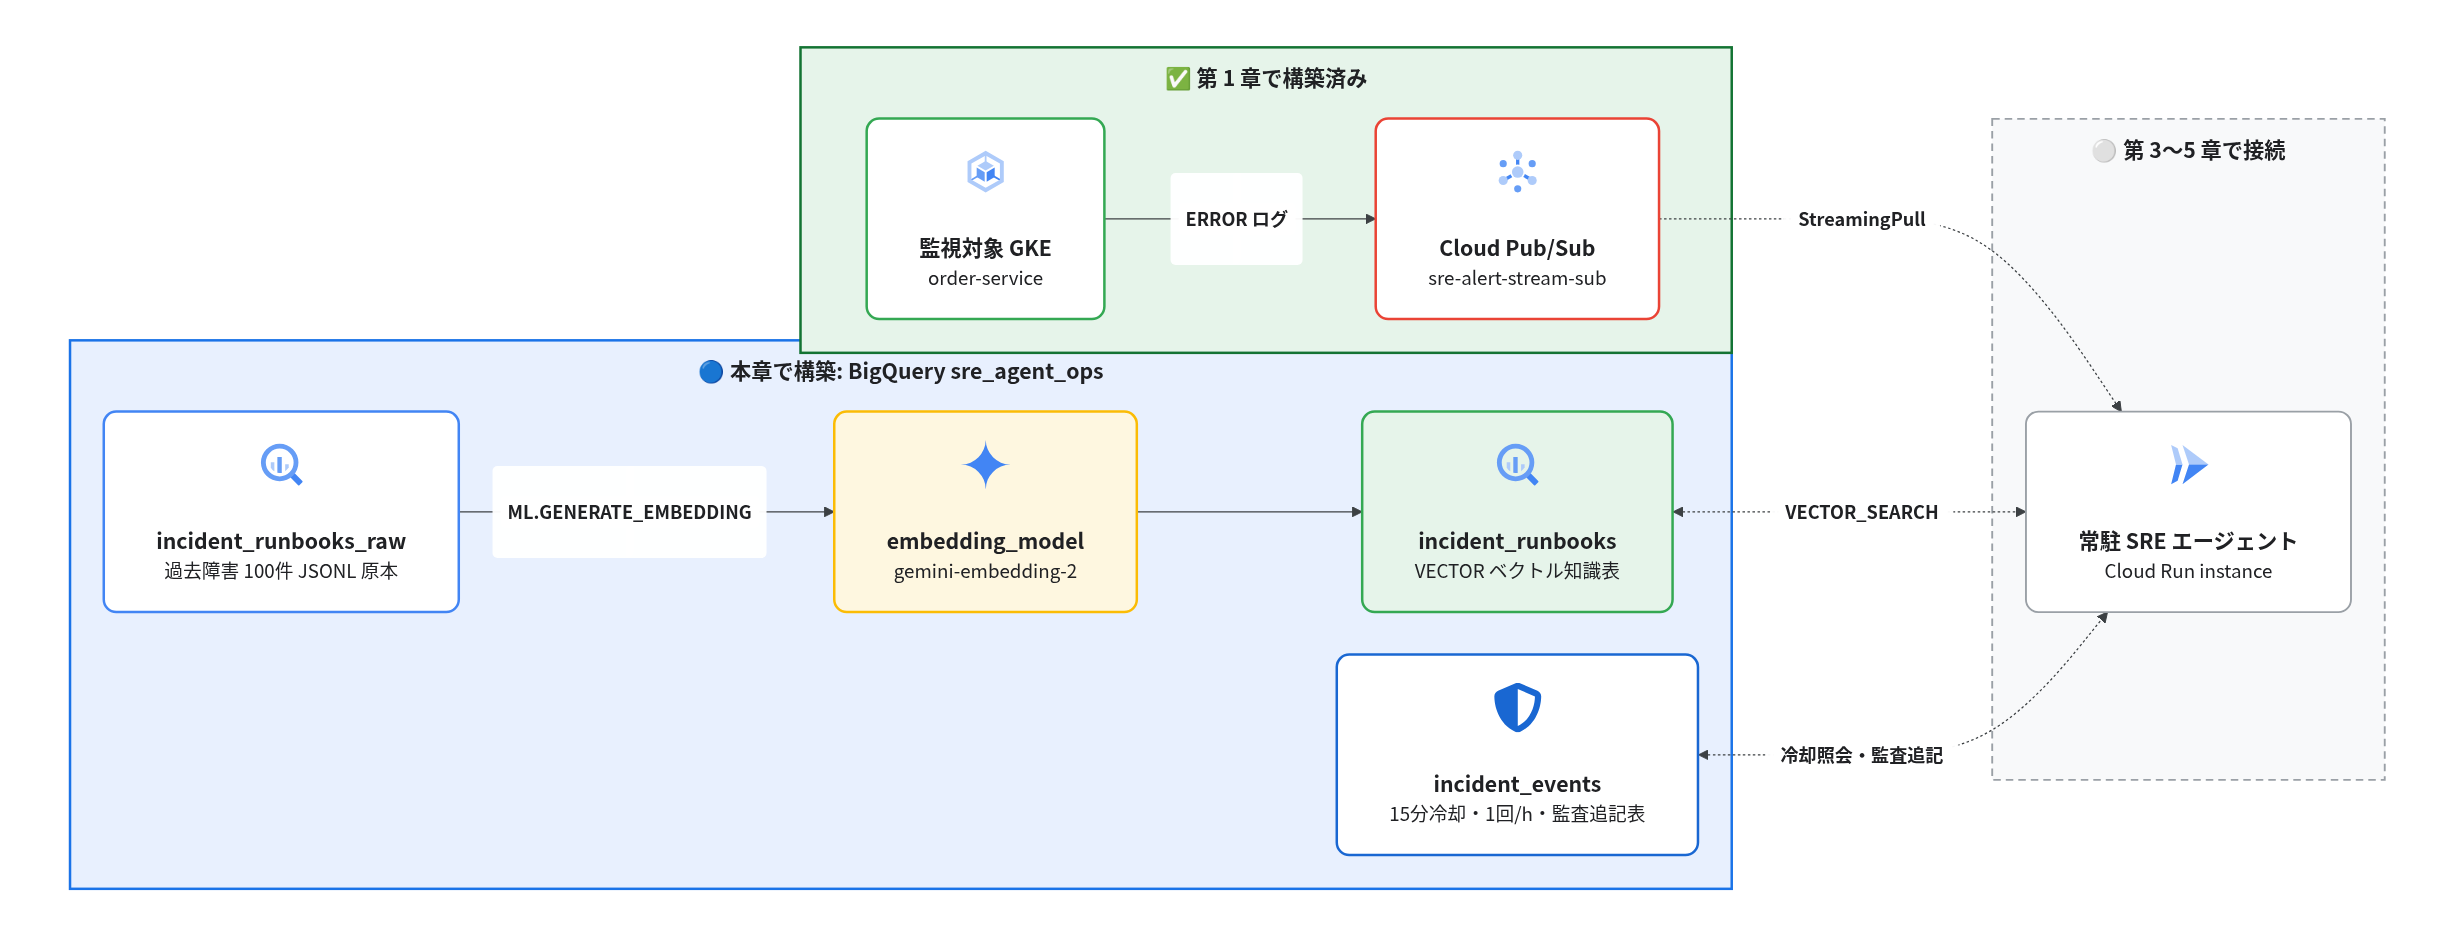 ✅ 第 1 章で構築済み
監視対象 GKE
order-service
ERROR ログ
Cloud Pub/Sub
sre-alert-stream-sub
StreamingPull
⚪ 第 3〜5 章で接続
🔵 本章で構築: BigQuery sre_agent_ops
incident_runbooks_raw
過去障害 100件 JSONL 原本
ML.GENERATE_EMBEDDING
embedding_model
gemini-embedding-2
incident_runbooks
VECTOR ベクトル知識表
VECTOR_SEARCH
常駐 SRE エージェント
Cloud Run instance
incident_events
15分冷却・1回/h・監査追記表
冷却照会・監査追記